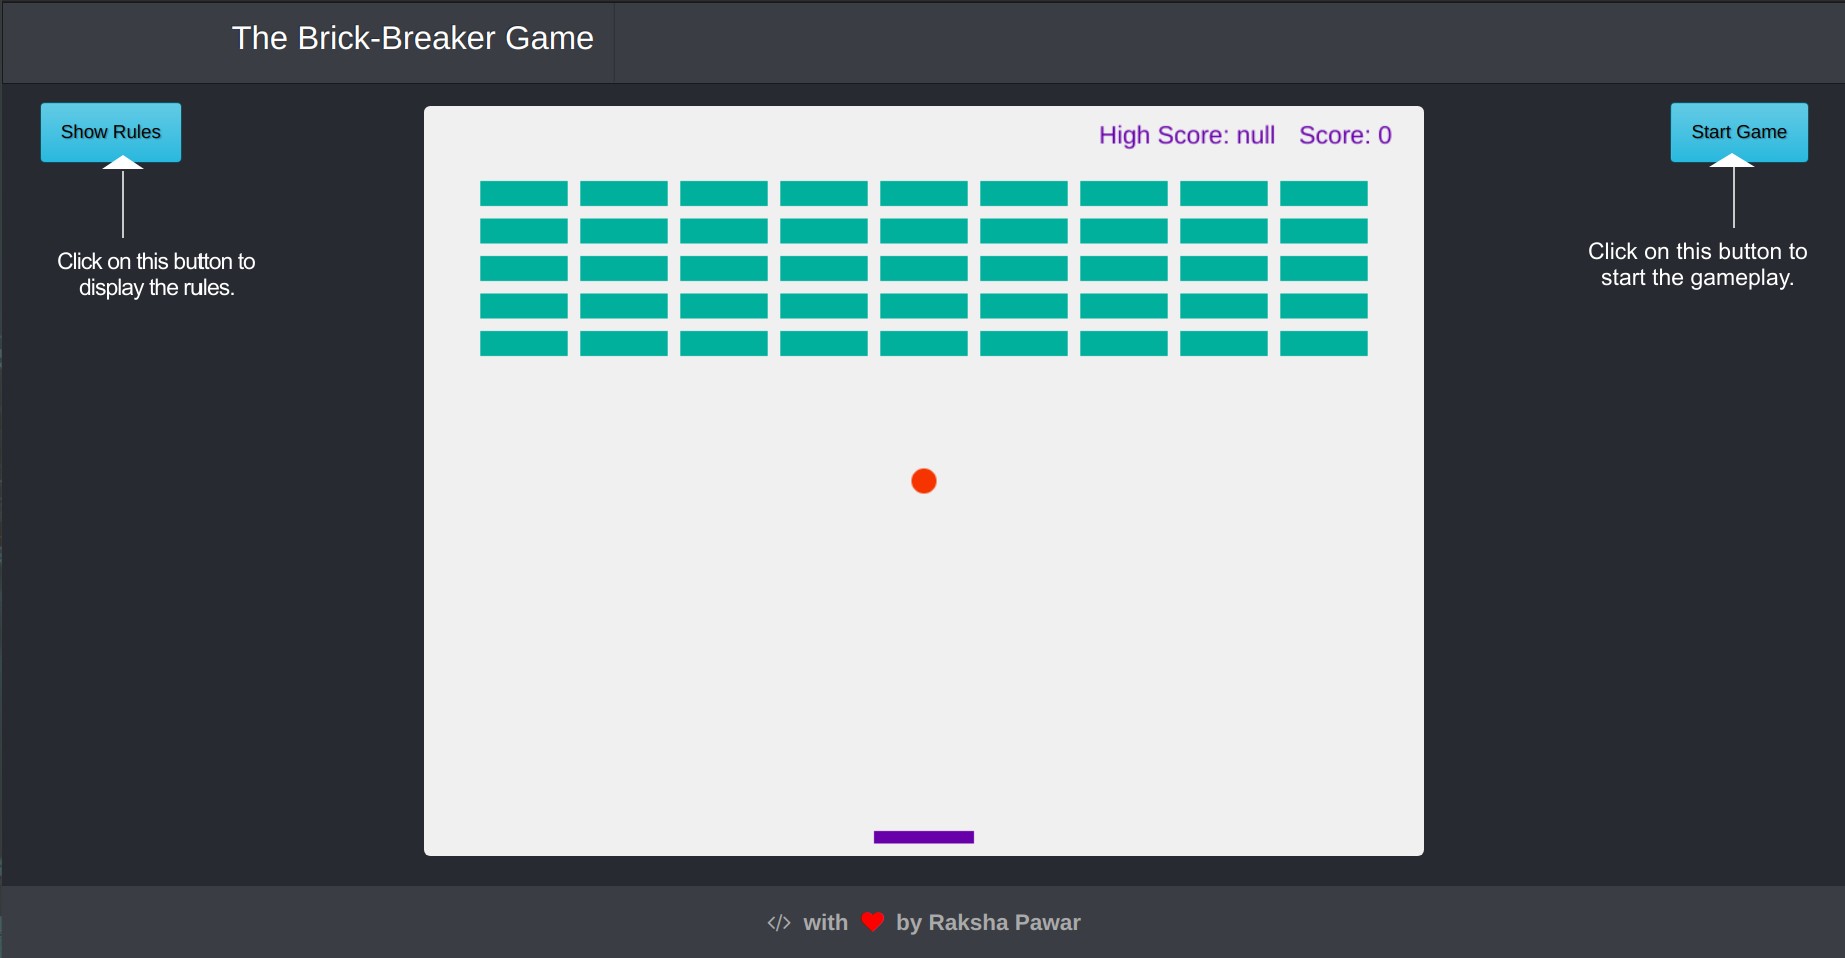 The Brick-Breaker Game
Show Rules
Click on this button to
display the rules.
High Score: null Score: 0
Start Game
Click on this button to
start the gameplay.
</> with ❤ by Raksha Pawar